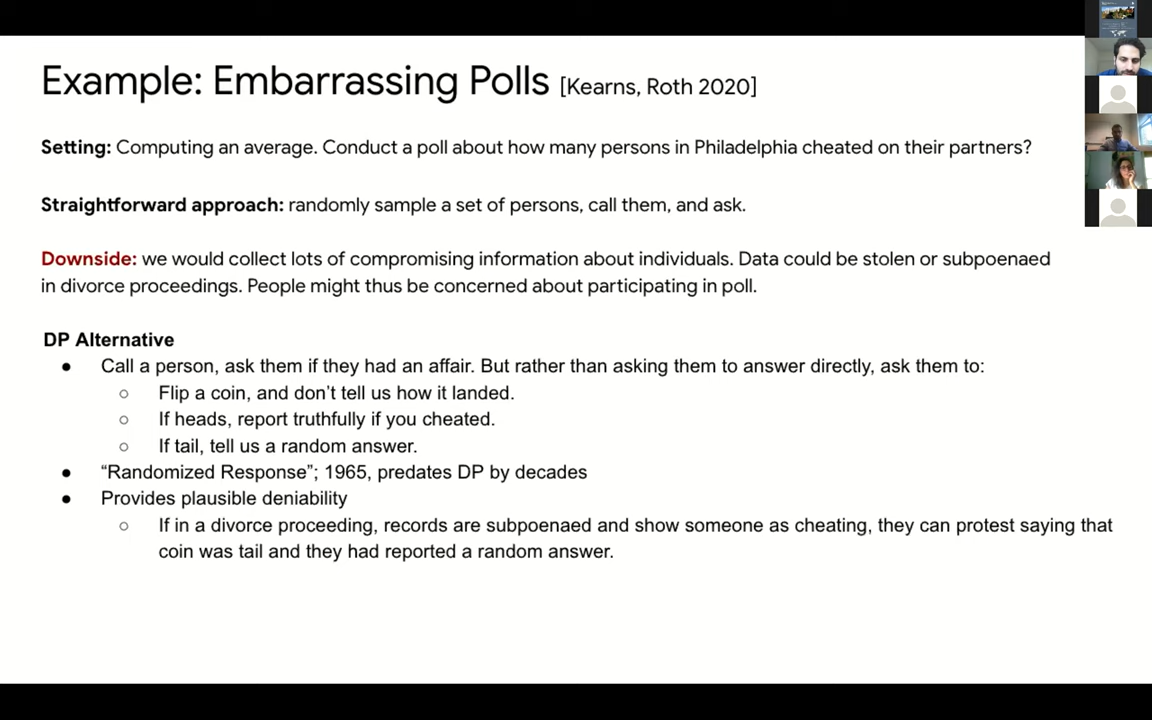 Example: Embarrassing Polls [Kearns, Roth 2020]
Setting: Computing an average. Conduct a poll about how many persons in Philadelphia cheated on their partners?
Straightforward approach: randomly sample a set of persons, call them, and ask.
Downside: we would collect lots of compromising information about individuals. Data could be stolen or subpoenaed
in divorce proceedings. People might thus be concerned about participating in poll.
DP Alternative
● Call a person, ask them if they had an affair. But rather than asking them to answer directly, ask them to:
○ Flip a coin, and don’t tell us how it landed.
○ If heads, report truthfully if you cheated.
○ If tail, tell us a random answer.
● “Randomized Response”; 1965, predates DP by decades
● Provides plausible deniability
○ If in a divorce proceeding, records are subpoenaed and show someone as cheating, they can protest saying that
coin was tail and they had reported a random answer.